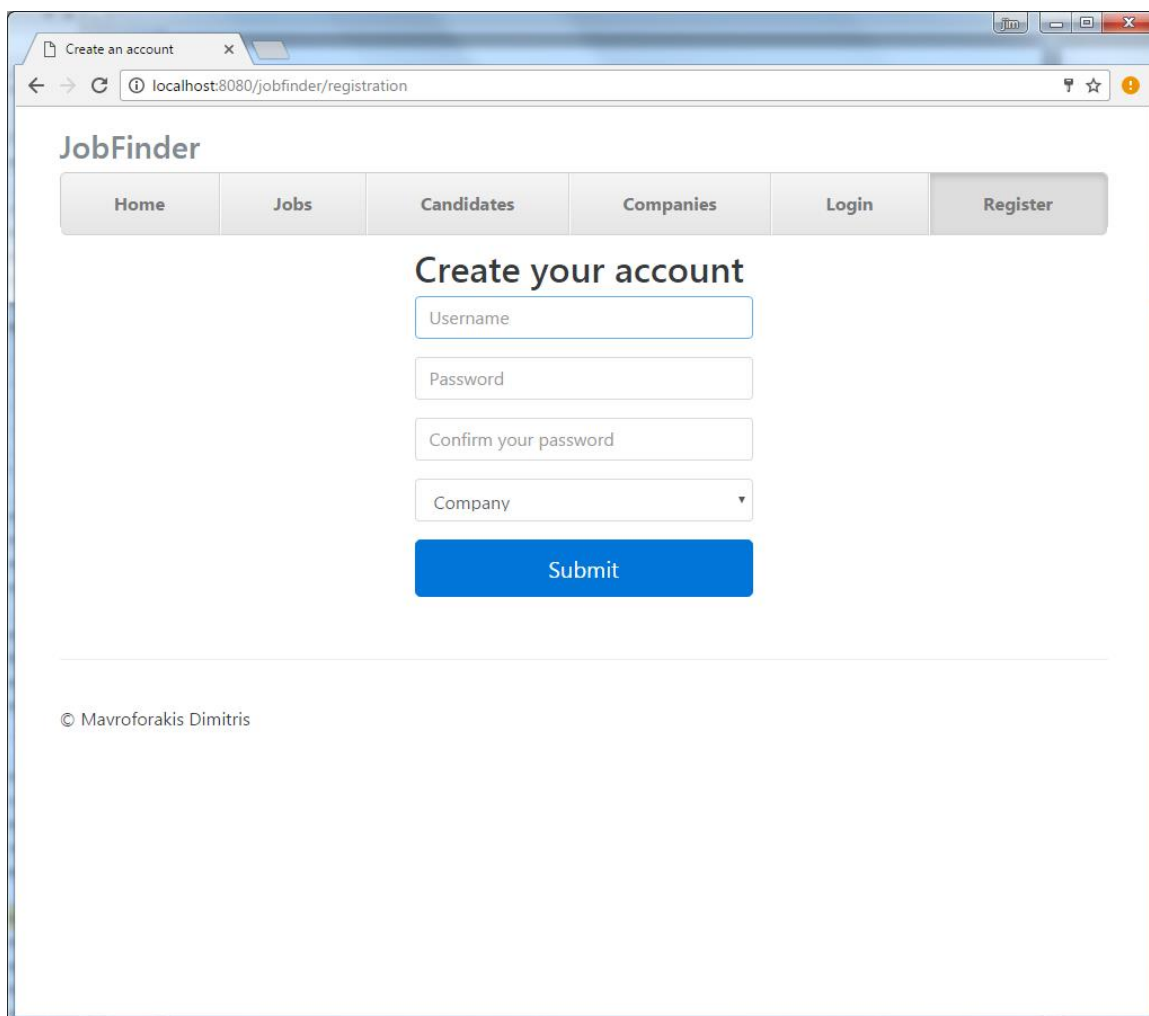 jim
Create an account
localhost:8080/jobfinder/registration
JobFinder
Home Jobs Candidates Companies Login Register
Create your account
Username
Password
Confirm your password
Company
Submit
© Mavroforakis Dimitris